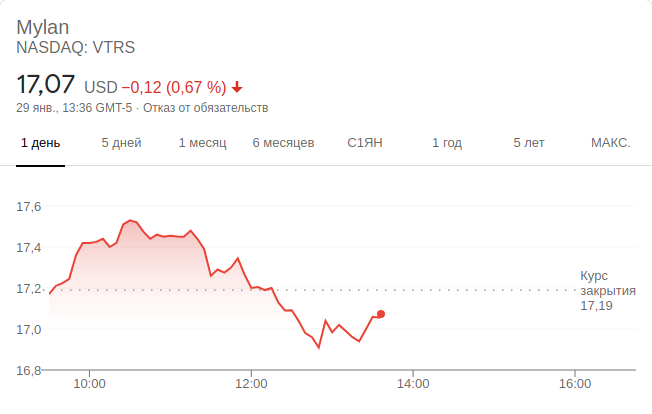 Mylan
NASDAQ: VTRS
17,07 USD −0,12 (0,67 %)
29 янв., 13:36 GMT-5 · Отказ от обязательств
1 день 5 дней 1 месяц 6 месяцев С1ЯН 1 год 5 лет МАКС.
17,6
17,4
17,2
17,0
16,8
Курс
закрытия
17,19
10:00 12:00 14:00 16:00